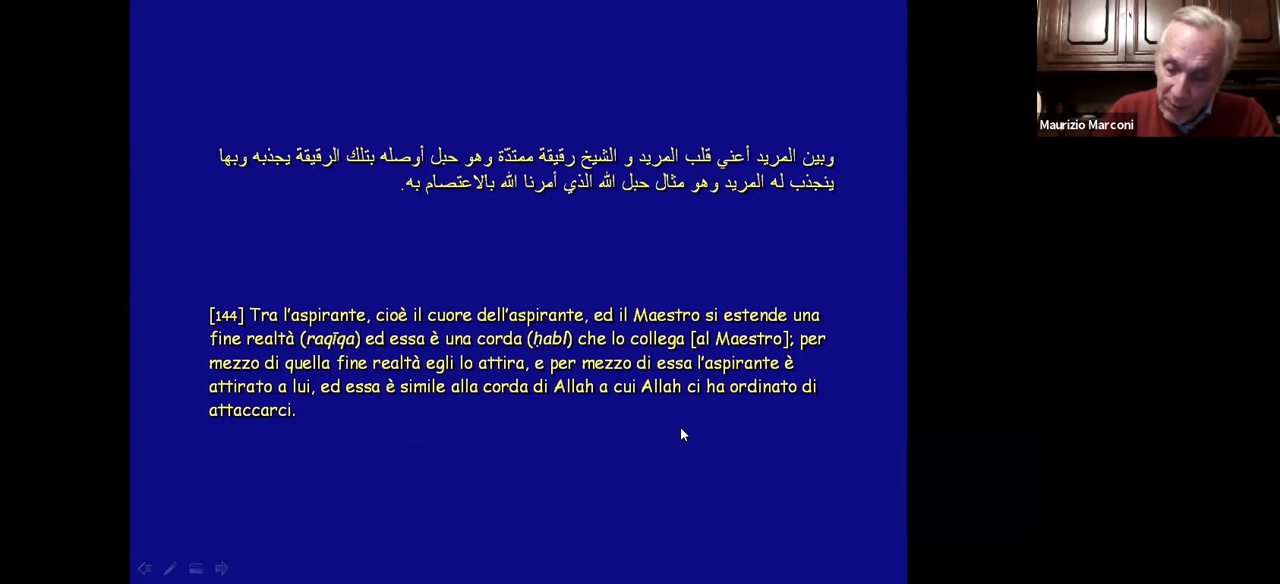 وبين المريد أعني قلب المريد و الشيخ رقيقة ممتدّة وهو حبل أوصله بتلك الرقيقة يجذبه وبها
ينجذب له المريد وهو مثال حبل الله الذي أمرنا الله بالاعتصام به.
[144] Tra l’aspirante, cioè il cuore dell’aspirante, ed il Maestro si estende una
fine realtà (raqīqa) ed essa è una corda (ḥabl) che lo collega [al Maestro]; per
mezzo di quella fine realtà egli lo attira, e per mezzo di essa l’aspirante è
attirato a lui, ed essa è simile alla corda di Allah a cui Allah ci ha ordinato di
attaccarci.
Maurizio Marconi